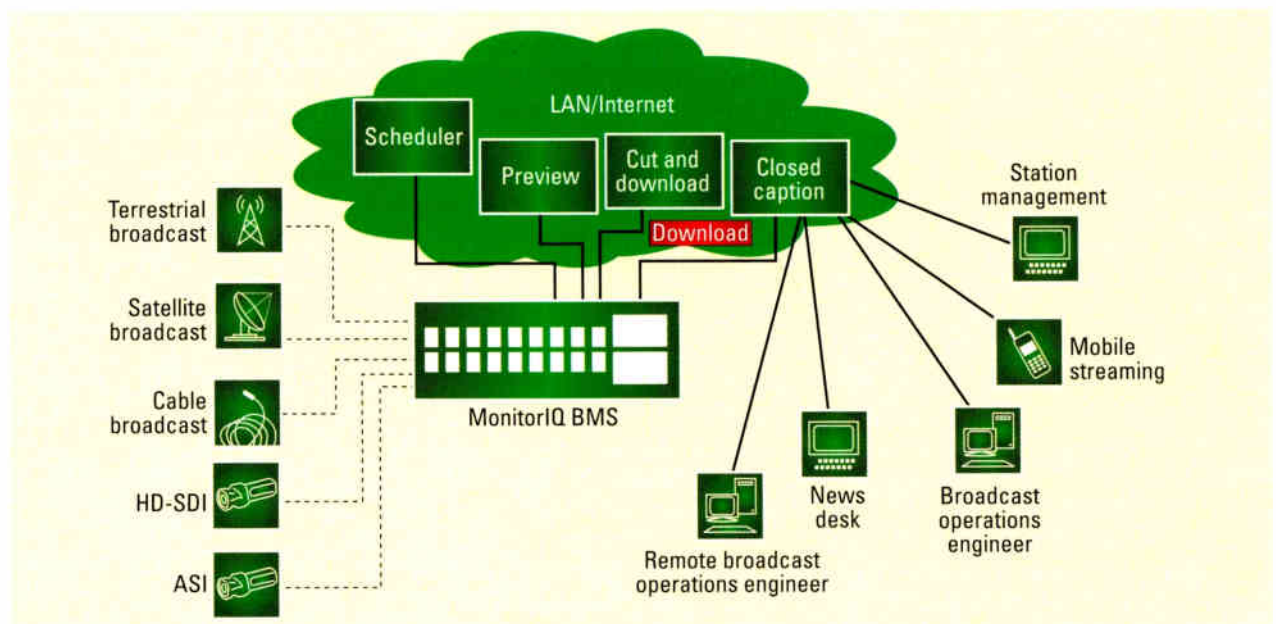 LAN/Internet
Scheduler
Preview
Cut and
download
Closed
caption
Download
Terrestrial
broadcast
Satellite
broadcast
Cable
broadcast
HD-SDI
ASI
MonitorIQ BMS
Station
management
Mobile
streaming
Broadcast
operations
engineer
News
desk
Remote broadcast
operations engineer